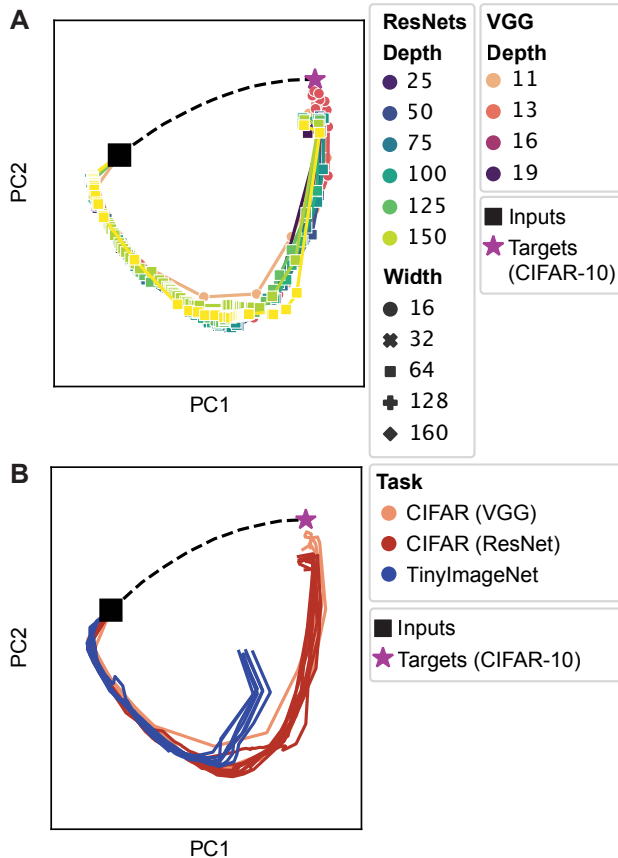 A
PC2
PC1
ResNets
Depth
25
50
75
100
125
150
Width
16
32
64
128
160
VGG
Depth
11
13
16
19
Inputs
Targets
(CIFAR-10)
B
PC2
PC1
Task
CIFAR (VGG)
CIFAR (ResNet)
TinyImageNet
Inputs
Targets (CIFAR-10)